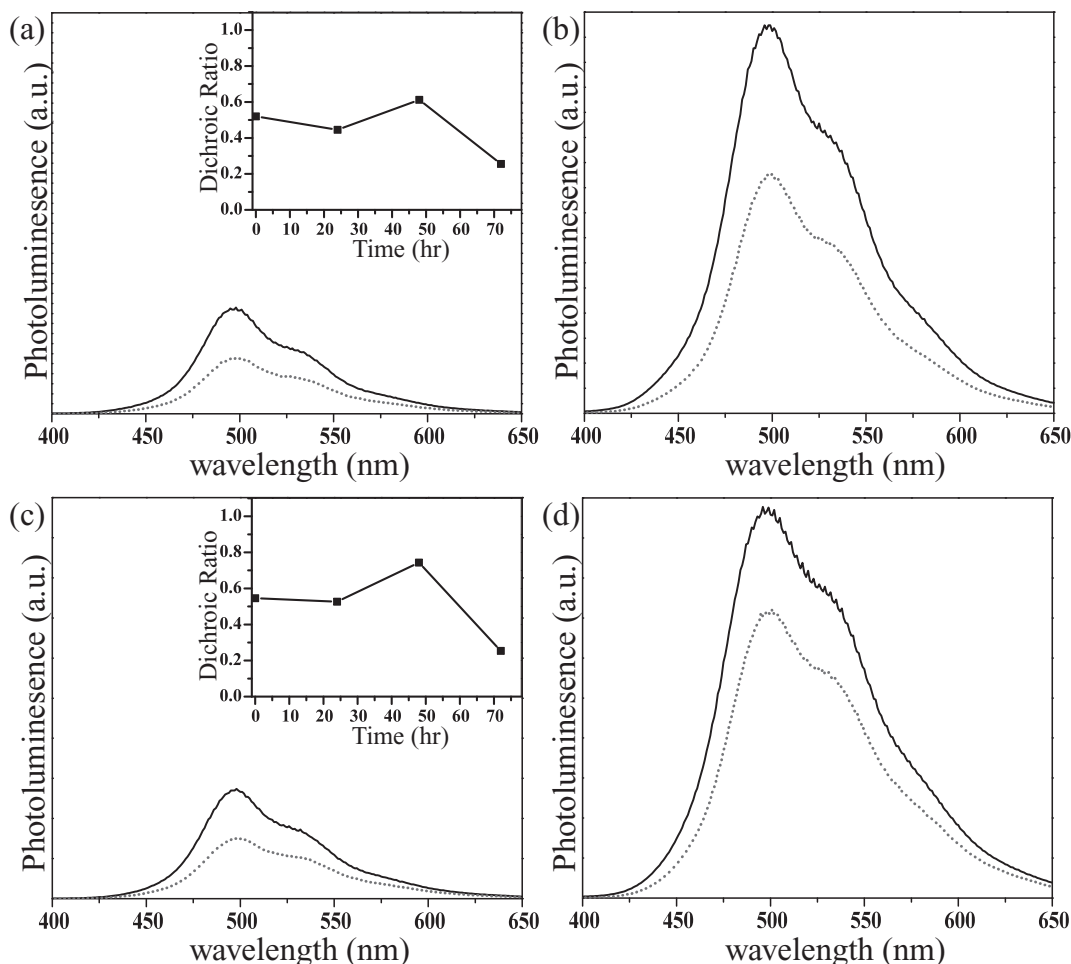 (a)
Photoluminesence (a.u.)
1.0
0.8
0.6
0.4
0.2
0.0
Dichroic Ratio
0 10 20 30 40 50 60 70
Time (hr)
400 450 500 550 600 650
wavelength (nm)
(b)
Photoluminesence (a.u.)
400 450 500 550 600 650
wavelength (nm)
(c)
Photoluminesence (a.u.)
1.0
0.8
0.6
0.4
0.2
0.0
Dichroic Ratio
0 10 20 30 40 50 60 70
Time (hr)
400 450 500 550 600 650
wavelength (nm)
(d)
Photoluminesence (a.u.)
400 450 500 550 600 650
wavelength (nm)